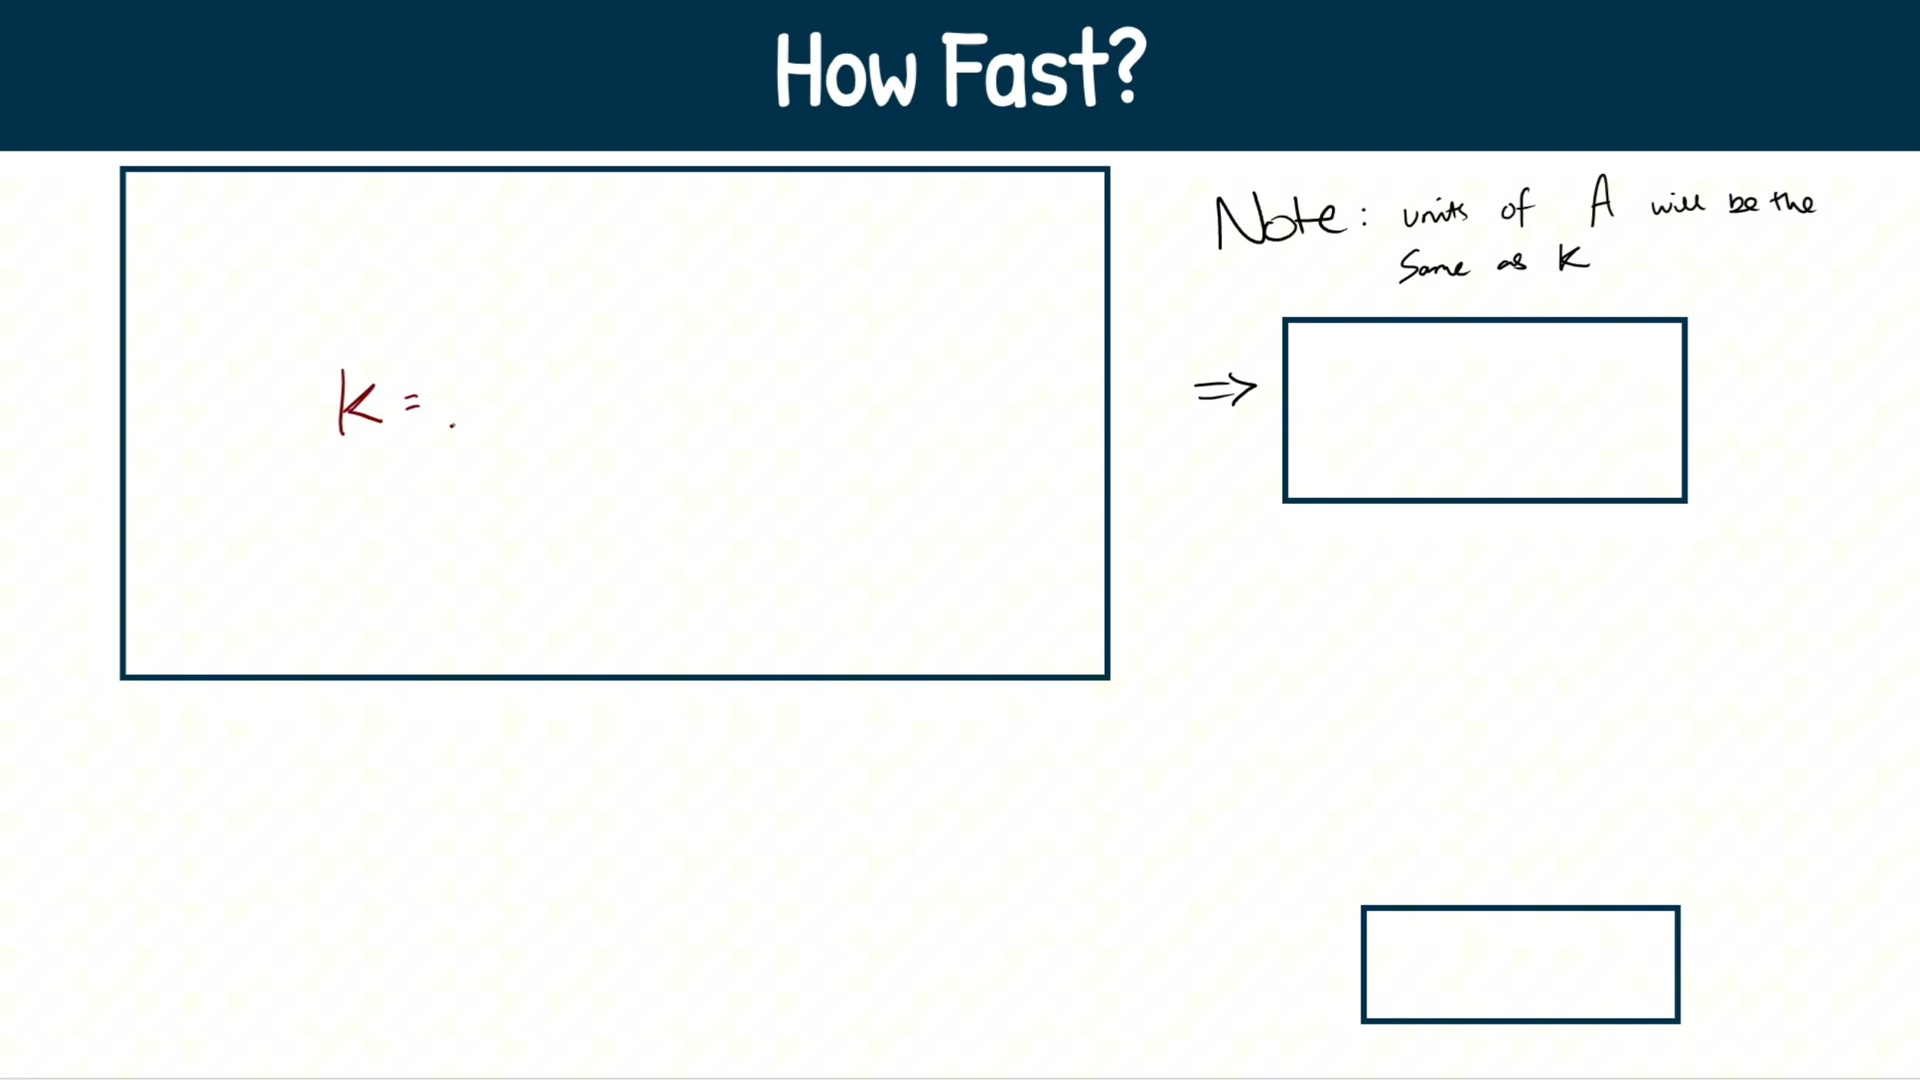 How Fast?
Note: units of A will be the
same as K
K = .